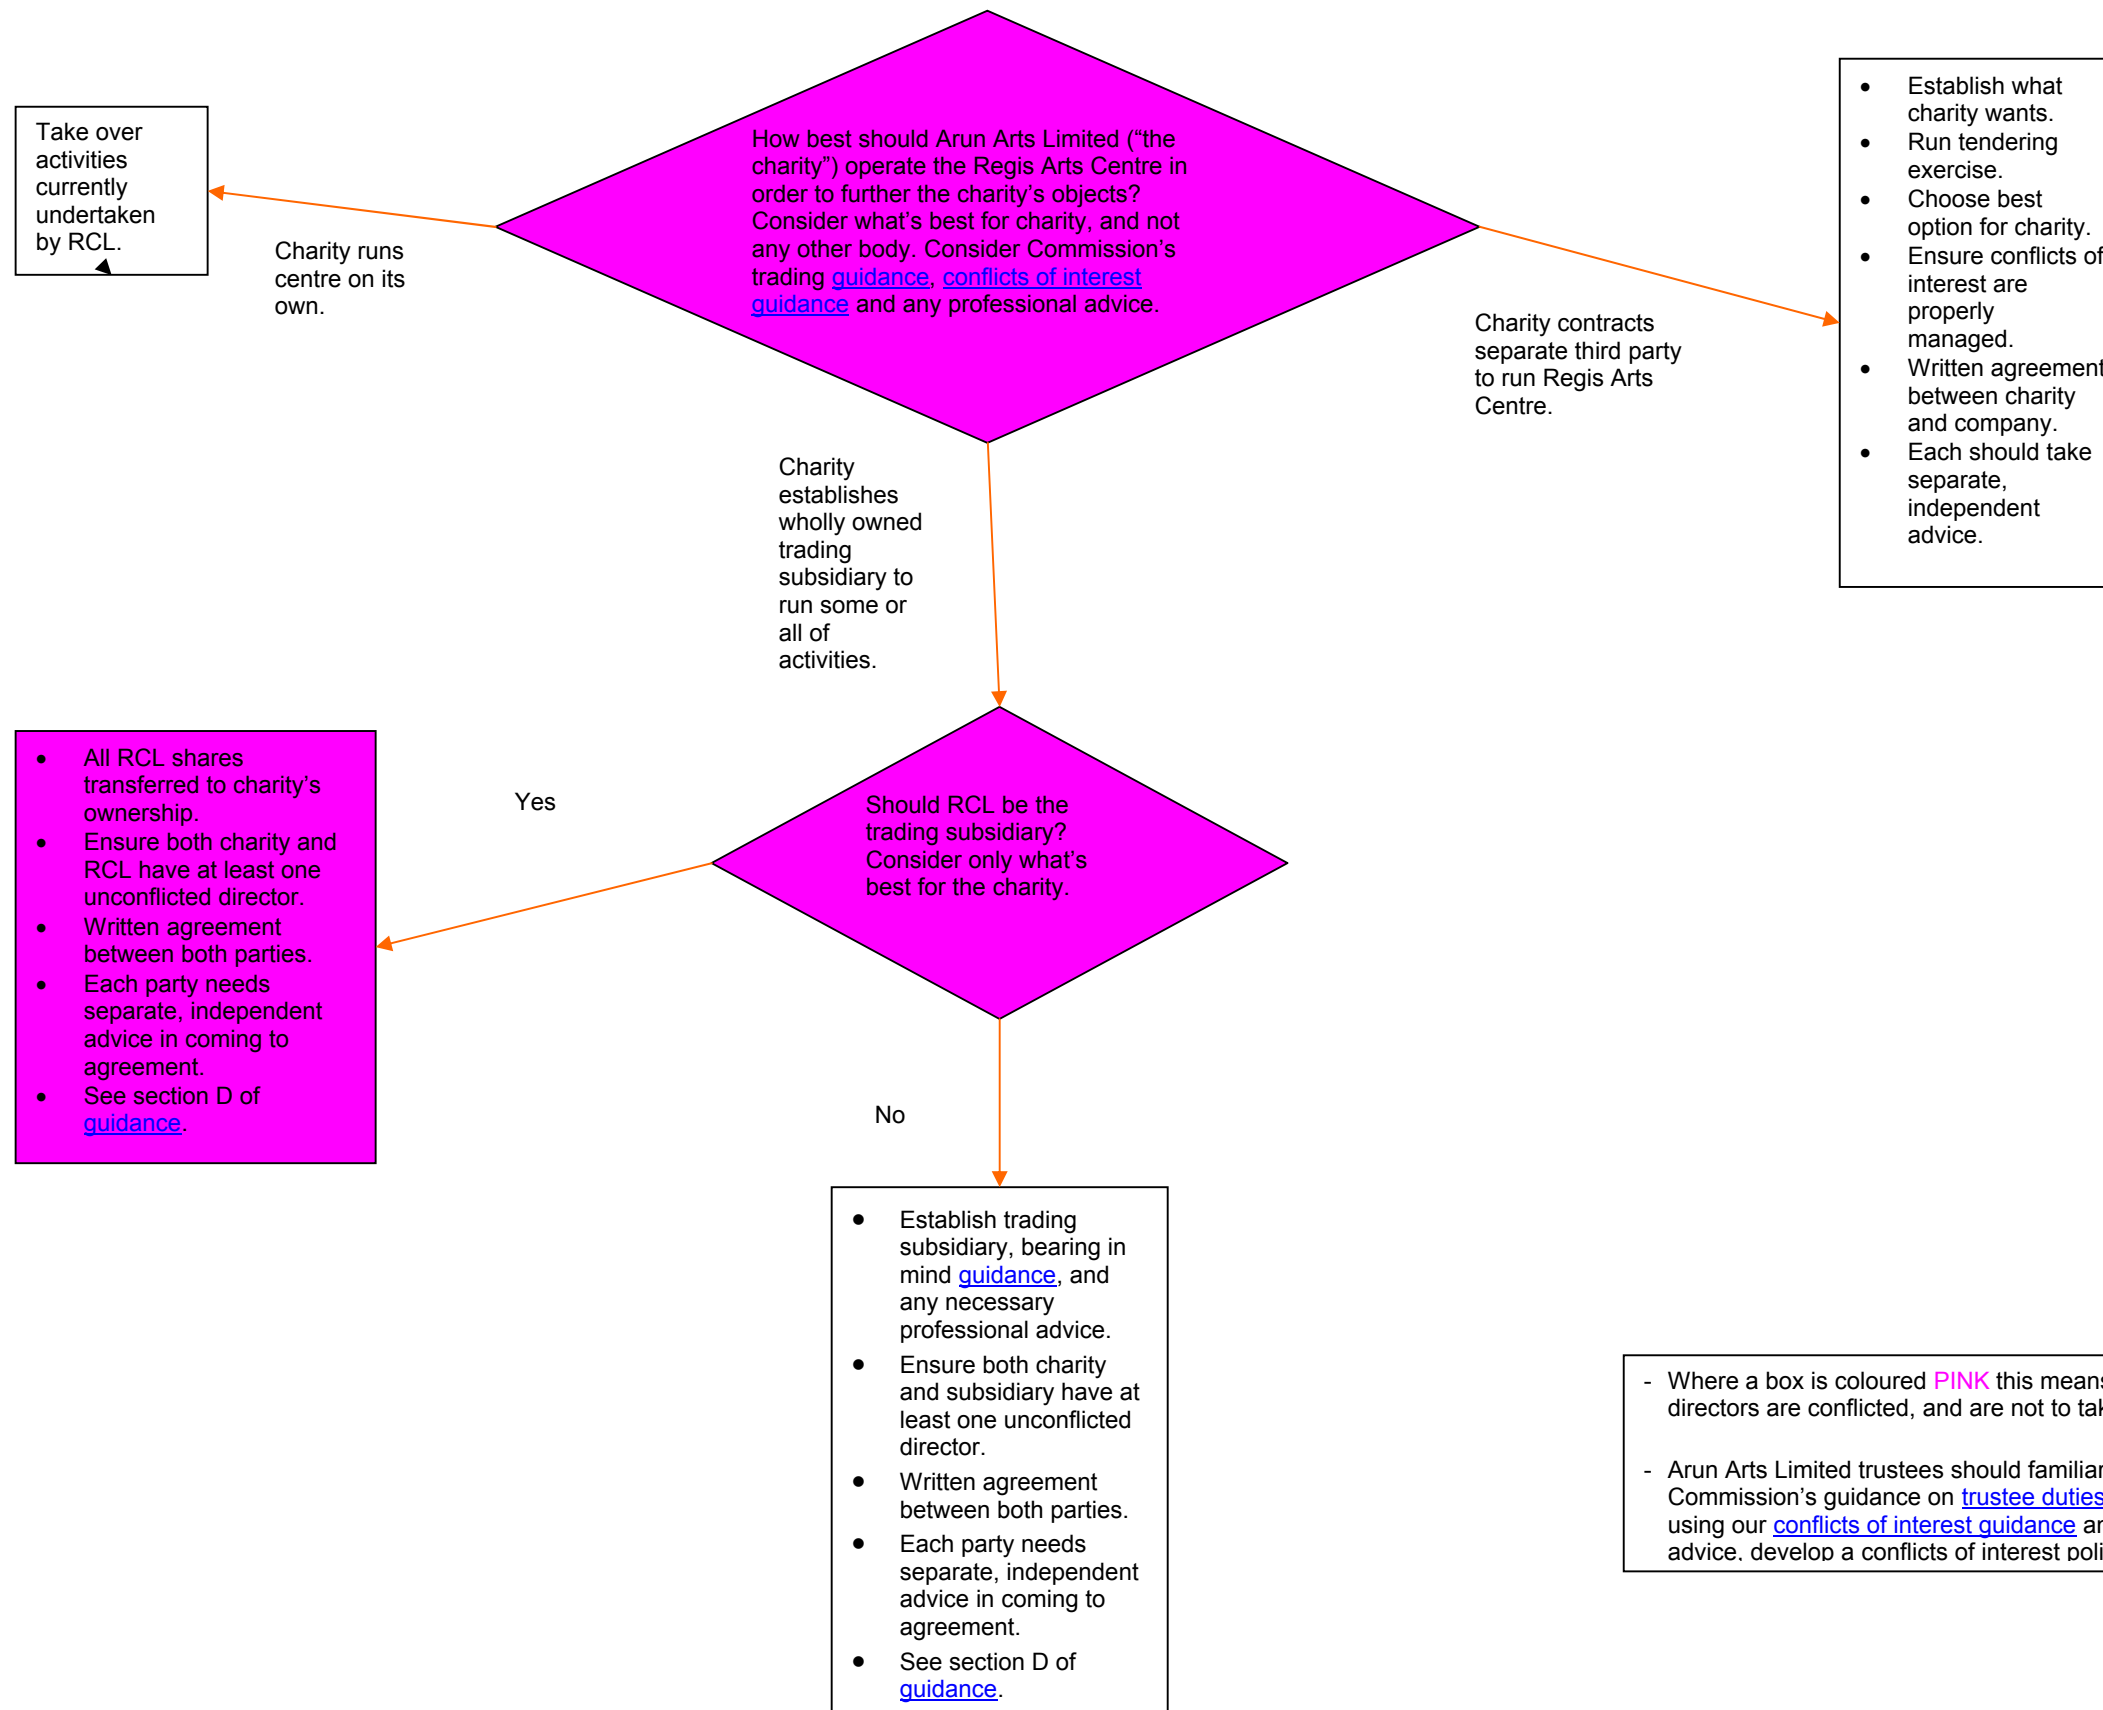 How best should Arun Arts Limited (“the
charity”) operate the Regis Arts Centre in
order to further the charity’s objects?
Consider what’s best for charity, and not
any other body. Consider Commission’s
trading guidance, conflicts of interest
guidance and any professional advice.
Take over
activities
currently
undertaken
by RCL.
Charity runs
centre on its
own.
• Establish what
charity wants.
• Run tendering
exercise.
• Choose best
option for charity.
• Ensure conflicts of
interest are
properly
managed.
• Written agreement
between charity
and company.
• Each should take
separate,
independent
advice.
Charity contracts
separate third party
to run Regis Arts
Centre.
Charity
establishes
wholly owned
trading
subsidiary to
run some or
all of
activities.
• All RCL shares
transferred to charity’s
ownership.
• Ensure both charity and
RCL have at least one
unconflicted director.
• Written agreement
between both parties.
• Each party needs
separate, independent
advice in coming to
agreement.
• See section D of
guidance.
Yes
Should RCL be the
trading subsidiary?
Consider only what’s
best for the charity.
No
• Establish trading
subsidiary, bearing in
mind guidance, and
any necessary
professional advice.
• Ensure both charity
and subsidiary have at
least one unconflicted
director.
• Written agreement
between both parties.
• Each party needs
separate, independent
advice in coming to
agreement.
• See section D of
guidance.
- Where a box is coloured PINK this means
directors are conflicted, and are not to
- Arun Arts Limited trustees should
Commission’s guidance on trustee duties
using our conflicts of interest guidance
advice, develop a conflicts of interest